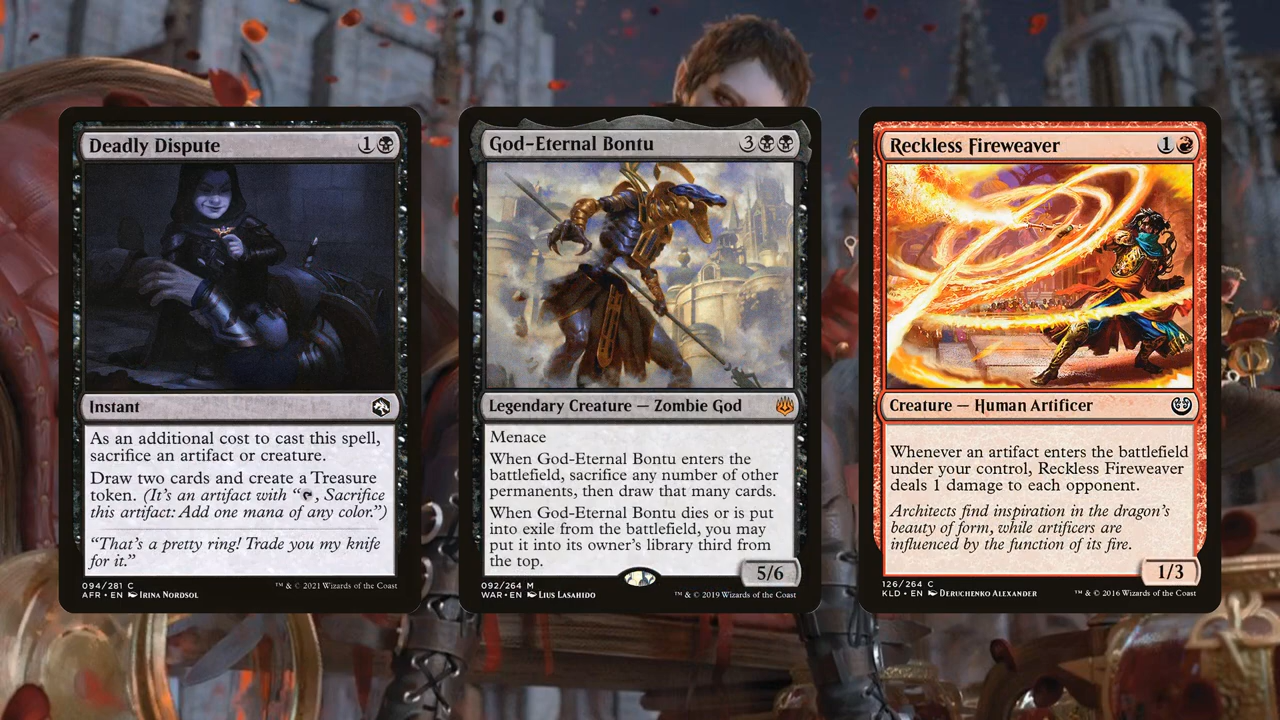 Deadly Dispute 1
Instant
As an additional cost to cast this spell,
sacrifice an artifact or creature.
Draw two cards and create a Treasure
token. (It's an artifact with “, Sacrifice
this artifact: Add one mana of any color.”)
“That's a pretty ring! Trade you my knife
for it.”
094/281 C
AFR • EN Irina Nordsol
™ & © 2021 Wizards of the Coast
God-Eternal Bontu 3
Legendary Creature — Zombie God
Menace
When God-Eternal Bontu enters the
battlefield, sacrifice any number of other
permanents, then draw that many cards.
When God-Eternal Bontu dies or is put
into exile from the battlefield, you may
put it into its owner's library third from
the top.
5/6
092/264 M
WAR • EN Lius Lasahido
™ & © 2019 Wizards of the Coast
Reckless Fireweaver 1
Creature — Human Artificer
Whenever an artifact enters the battlefield
under your control, Reckless Fireweaver
deals 1 damage to each opponent.
Architects find inspiration in the dragon's
beauty of form, while artificers are
influenced by the function of its fire.
1/3
126/264 C
KLD • EN Deruchenko Alexander
™ & © 2016 Wizards of the Coast